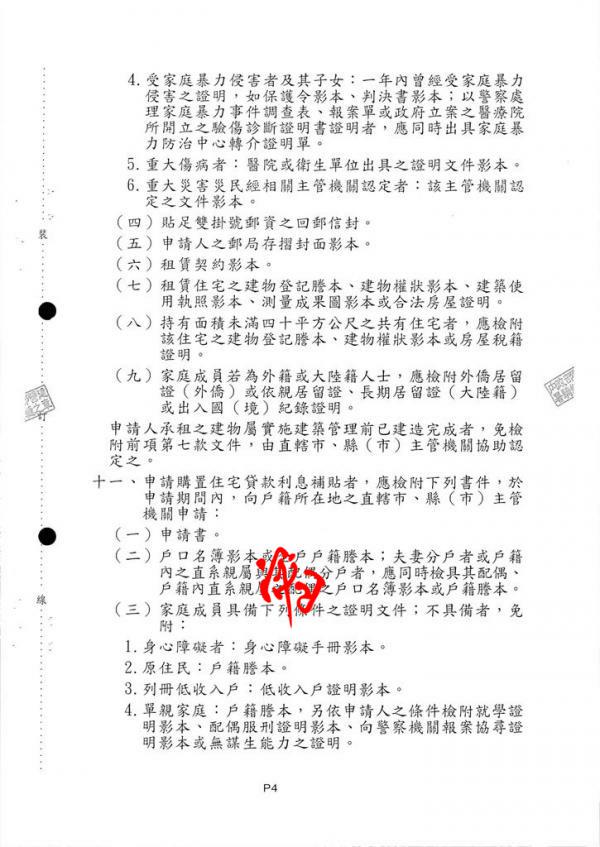 4.受家庭暴力侵害者及其子女：一年內曾經受家庭暴力
侵害之證明，如保護令影本、判決書影本；以警察處
理家庭暴力事件調查表、報案單或政府立案之醫療院
所開立之驗傷診斷證明書證明者，應同時出具家庭暴
力防治中心轉介證明單。
5.重大傷病者：醫院或衛生單位出具之證明文件影本。
6.重大災害災民經相關主管機關認定者：該主管機關認
定之文件影本。
（四）貼足雙掛號郵資之回郵信封。
（五）申請人之郵局存摺封面影本。
（六）租賃契約影本。
（七）租賃住宅之建物登記謄本、建物權狀影本、建築使
用執照影本、測量成果圖影本或合法房屋證明。
（八）持有面積未滿四十平方公尺之共有住宅者，應檢附
該住宅之建物登記謄本、建物權狀影本或房屋稅籍
證明。
（九）家庭成員若為外籍或大陸籍人士，應檢附外僑居留
證（外僑）或依親居留證、長期居留證（大陸籍）
或出入國（境）紀錄證明。
申請人承租之建物屬實施建築管理前已建造完成者，免檢
附前項第七款文件，由直轄市、縣（市）主管機關協助認
定之。
十一、申請購置住宅貸款利息補貼者，應檢附下列書件，於
申請期間內，向戶籍所在地之直轄市、縣（市）主管
機關申請：
（一）申請書。
（二）戶口名簿影本或戶戶籍謄本；夫妻分戶者或戶籍
內之直系親屬與其配偶分戶者，應同時檢具其配偶、
戶籍內直系親之配偶之戶口名簿影本或戶籍謄本。
（三）家庭成員具備下列條件之證明文件；不具備者，免
附：
1.身心障礙者：身心障礙手冊影本。
2.原住民：戶籍謄本。
3.列冊低收入戶：低收入戶證明影本。
4.單親家庭：戶籍謄本，另依申請人之條件檢附就學證
明影本、配偶服刑證明影本、向警察機關報案協尋證
明影本或無謀生能力之證明。
P4
裝
訂
線